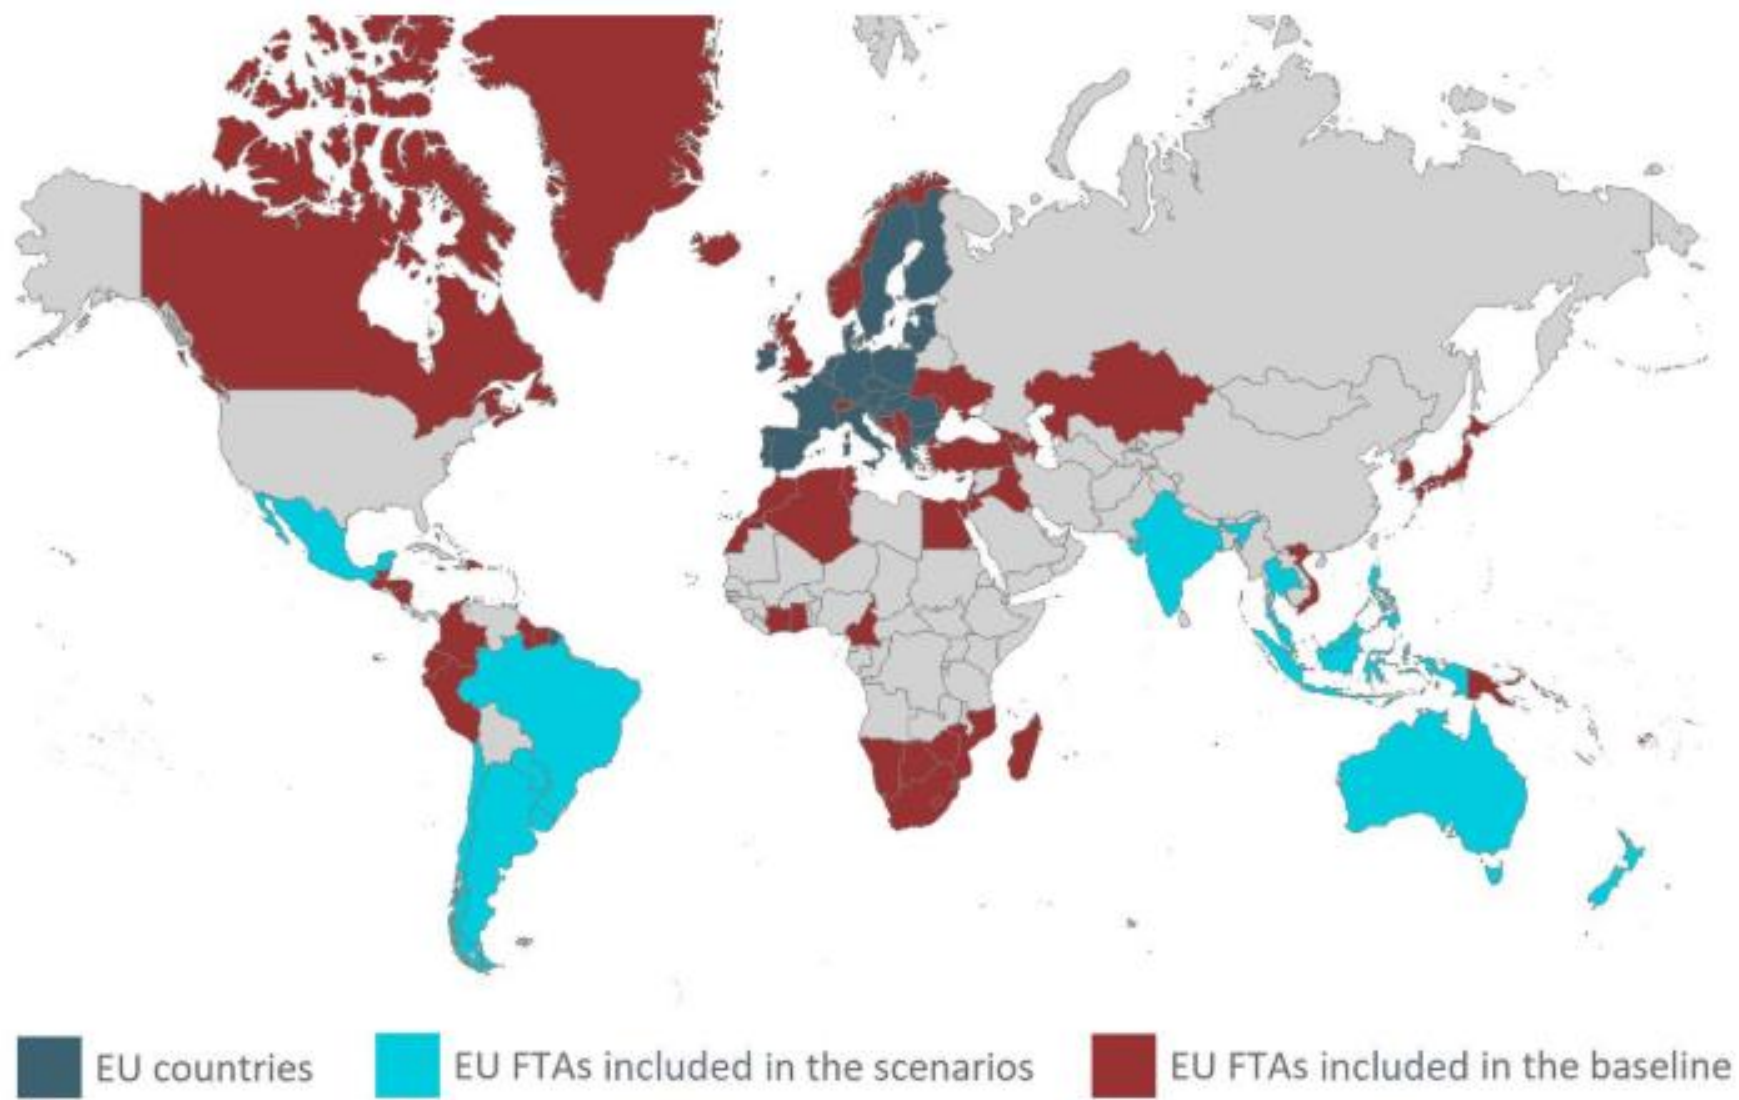 EU countries
EU FTAs included in the scenarios
EU FTAs included in the baseline